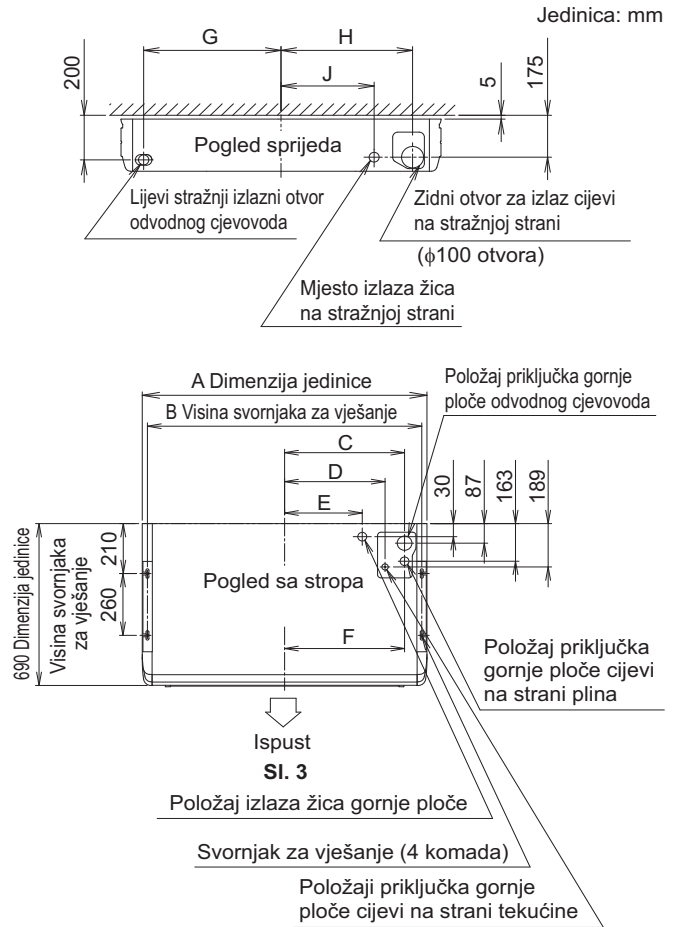 Jedinica: mm
G
H
J
200
5
175
Pogled sprijeda
Lijevi stražnji izlazni otvor
odvodnog cjevovoda
Zidni otvor za izlaz cijevi
na stražnjoj strani
(ϕ100 otvora)
Mjesto izlaza žica
na stražnjoj strani
A Dimenzija jedinice
B Visina svornjaka za vješanje
Položaj priključka gornje
ploče odvodnog cjevovoda
C
D
E
30
87
163
189
690 Dimenzija jedinice
Visina svornjaka
za vješanje
210
260
Pogled sa stropa
F
Položaj priključka
gornje ploče cijevi
na strani plina
Ispust
Sl. 3
Položaj izlaza žica gornje ploče
Svornjak za vješanje (4 komada)
Položaji priključka gornje
ploče cijevi na strani tekućine